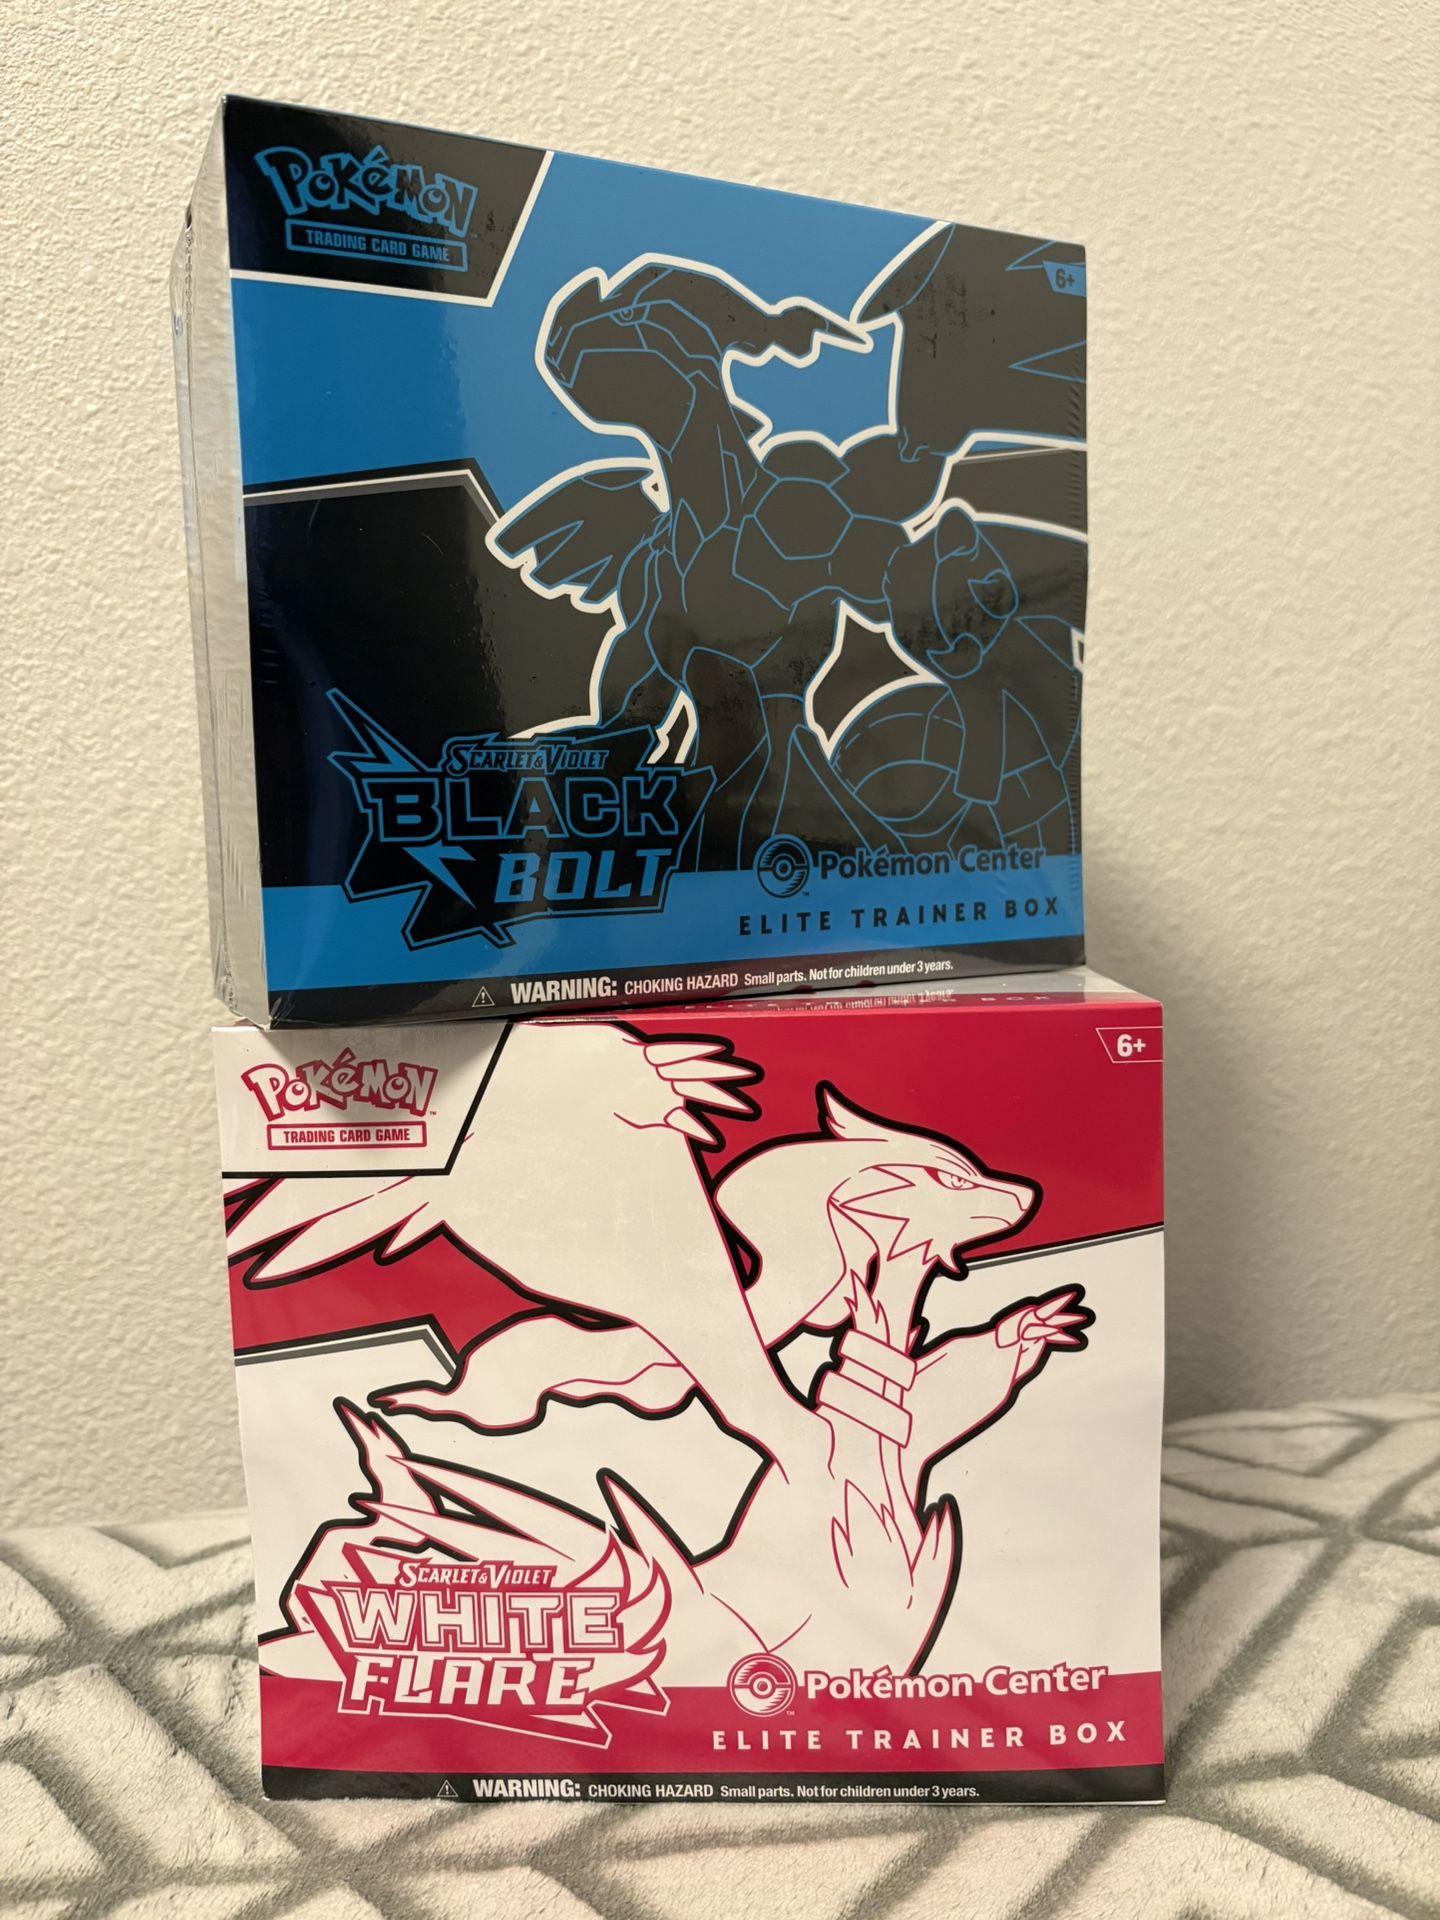 POKéMON
TRADING CARD GAME
6+
SCARLET & VIOLET
BLACK
BOLT
Pokémon Center
ELITE TRAINER BOX
WARNING: CHOKING HAZARD Small parts. Not for children under 3 years.
POKéMON™
TRADING CARD GAME
6+
SCARLET & VIOLET
WHITE
FLARE
Pokémon Center
ELITE TRAINER BOX
WARNING: CHOKING HAZARD Small parts. Not for children under 3 years.